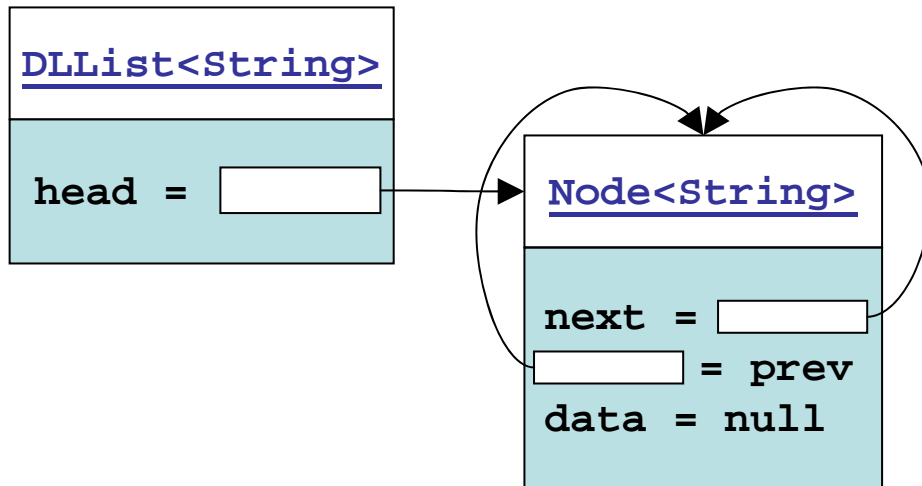 DLList<String>
head =
Node<String>
next =
= prev
data = null